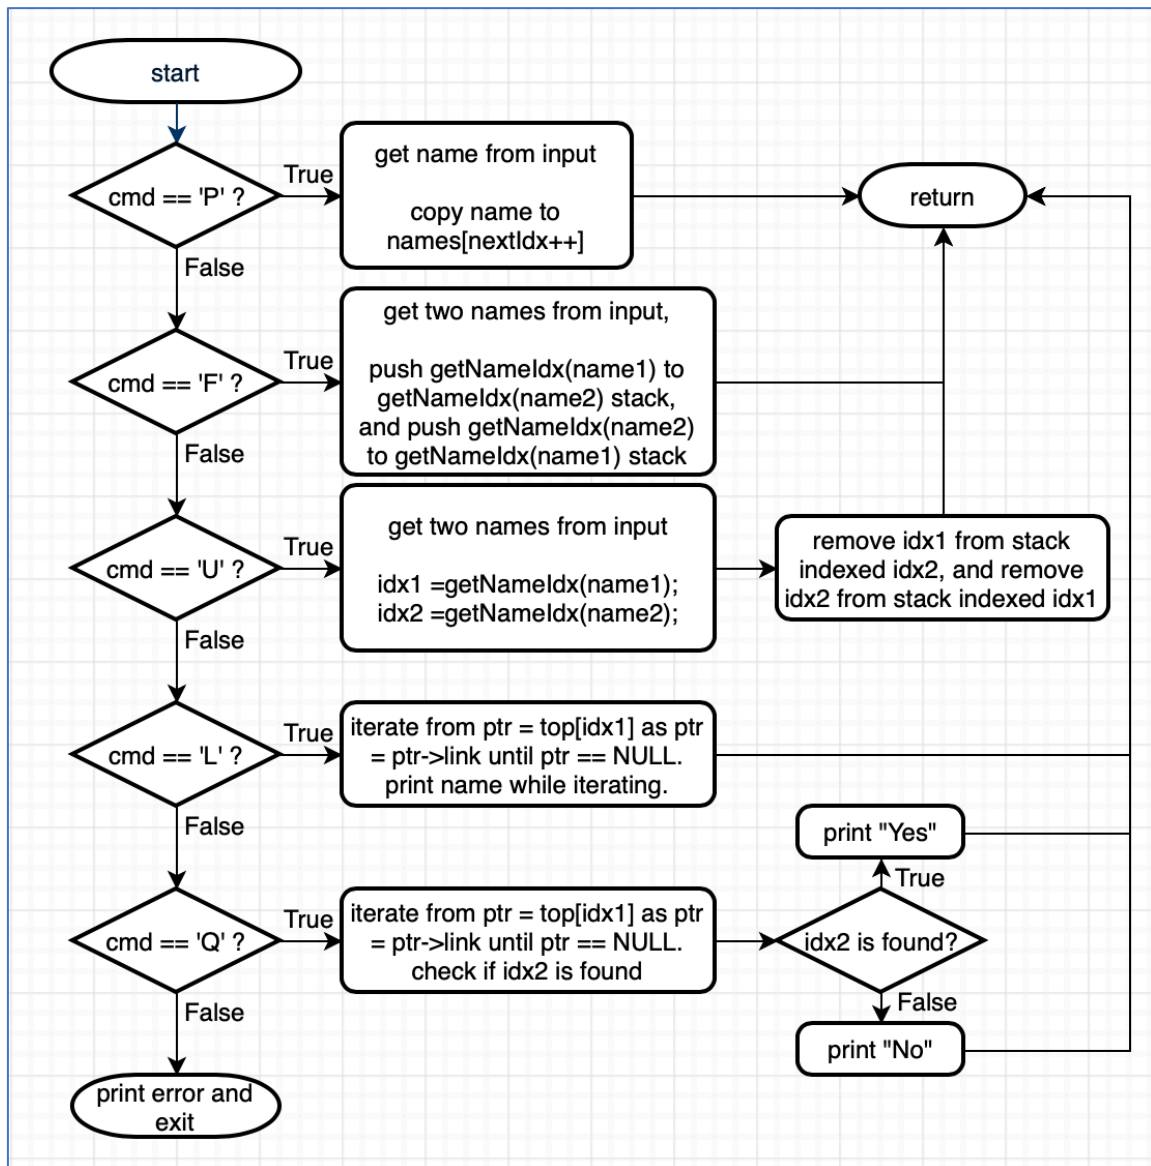 start
cmd == 'P' ?
True
get name from input
copy name to
names[nextIdx++]
return
False
cmd == 'F' ?
True
get two names from input,
push getNameIdx(name1) to
getNameIdx(name2) stack,
and push getNameIdx(name2)
to getNameIdx(name1) stack
False
cmd == 'U' ?
True
get two names from input
idx1 =getNameIdx(name1);
idx2 =getNameIdx(name2);
remove idx1 from stack
indexed idx2, and remove
idx2 from stack indexed idx1
False
cmd == 'L' ?
True
iterate from ptr = top[idx1] as ptr
= ptr->link until ptr == NULL.
print name while iterating.
False
cmd == 'Q' ?
True
iterate from ptr = top[idx1] as ptr
= ptr->link until ptr == NULL.
check if idx2 is found
idx2 is found?
True
print "Yes"
False
print "No"
False
print error and
exit